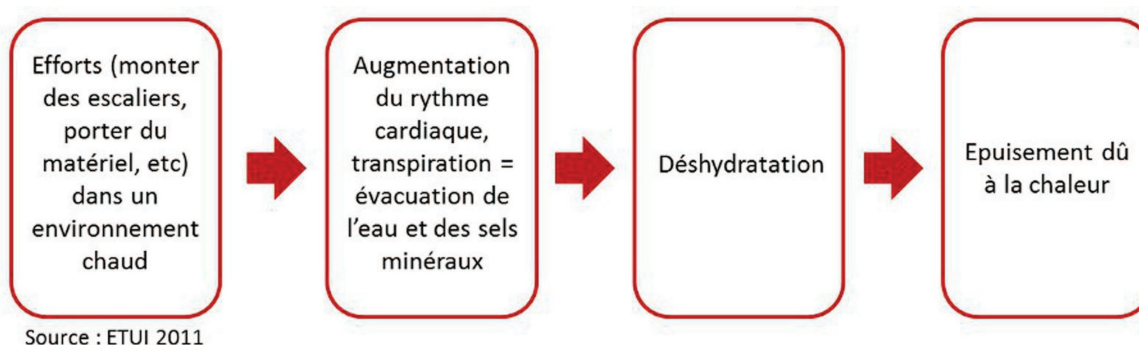 Efforts (monter
des escaliers,
porter du
matériel, etc)
dans un
environnement
chaud
Augmentation
du rythme
cardiaque,
transpiration =
évacuation de
l'eau et des sels
minéraux
Déshydratation
Epuisement dû
à la chaleur
Source : ETUI 2011